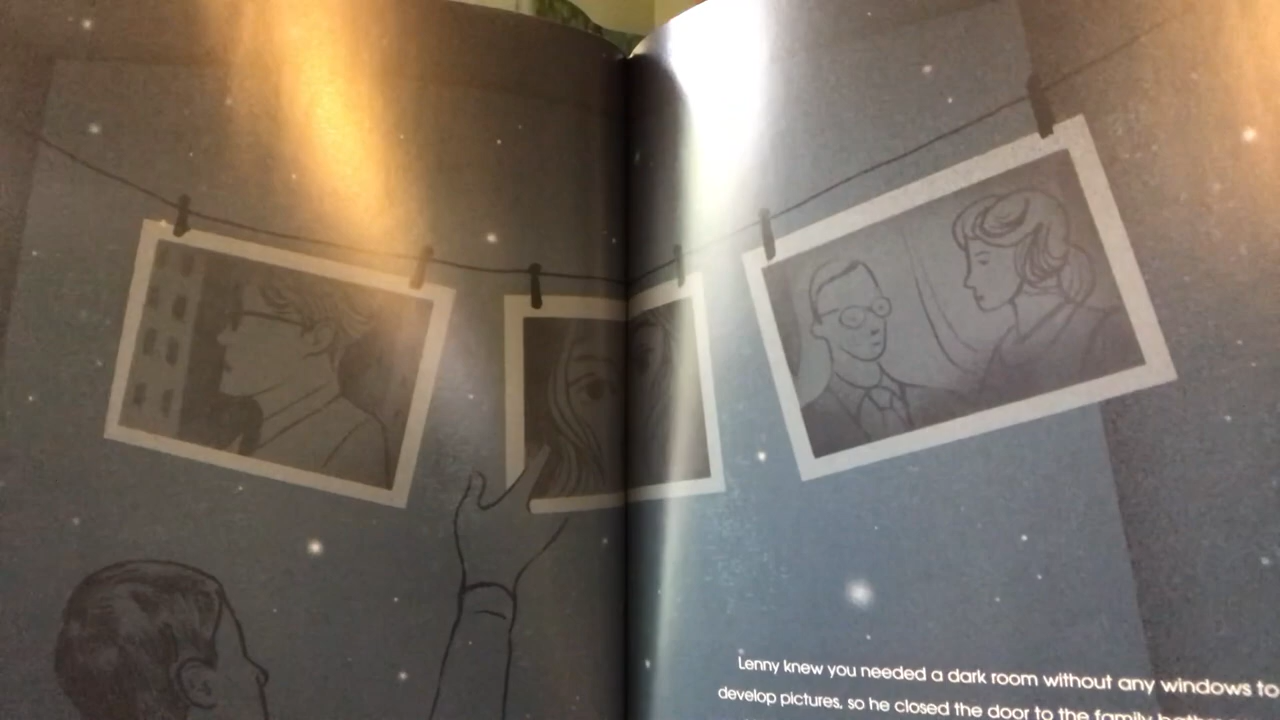 Lenny knew you needed a dark room without any windows to
develop pictures, so he closed the door to the family